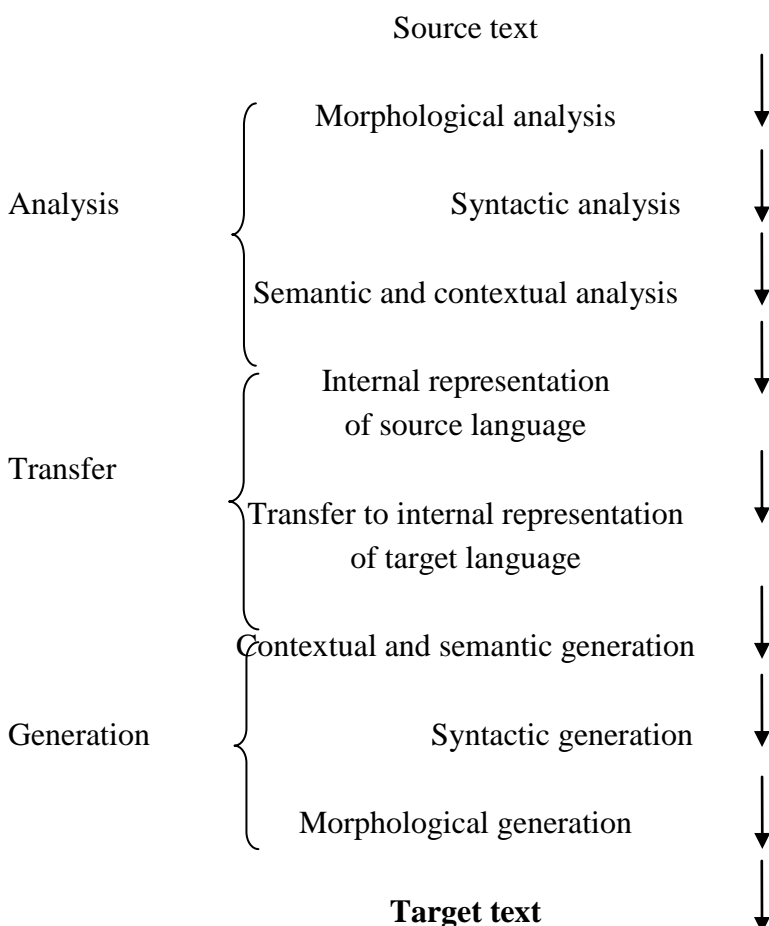 Source text
Morphological analysis
Analysis
Syntactic analysis
Semantic and contextual analysis
Internal representation
of source language
Transfer
Transfer to internal representation
of target language
Contextual and semantic generation
Generation
Syntactic generation
Morphological generation
Target text